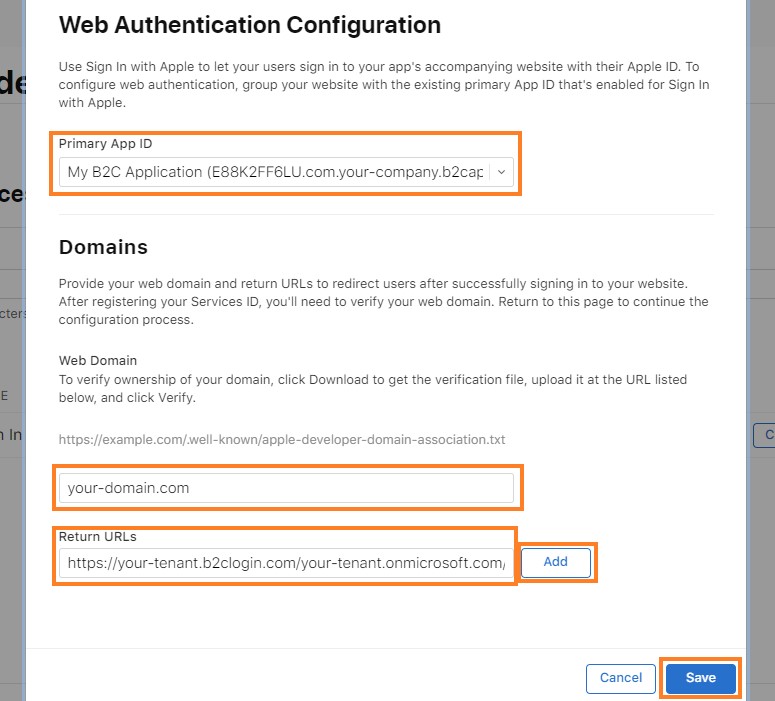 Web Authentication Configuration
Use Sign In with Apple to let your users sign in to your app's accompanying website with their Apple ID. To
configure web authentication, group your website with the existing primary App ID that's enabled for Sign In
with Apple.
de
Primary App ID
My B2C Application (E88K2FF6LU.com.your-company.b2cap
ces
Domains
Provide your web domain and return URLs to redirect users after successfully signing in to your website.
After registering your Services ID, you'll need to verify your web domain. Return to this page to continue the
configuration process.
cters
Web Domain
To verify ownership of your domain, click Download to get the verification file, upload it at the URL listed
below, and click Verify.
E
n In
C
https://example.com/.well-known/apple-developer-domain-association.txt
your-domain.com
Return URLs
https://your-tenant.b2clogin.com/your-tenant.onmicrosoft.com/
Add
Cancel
Save